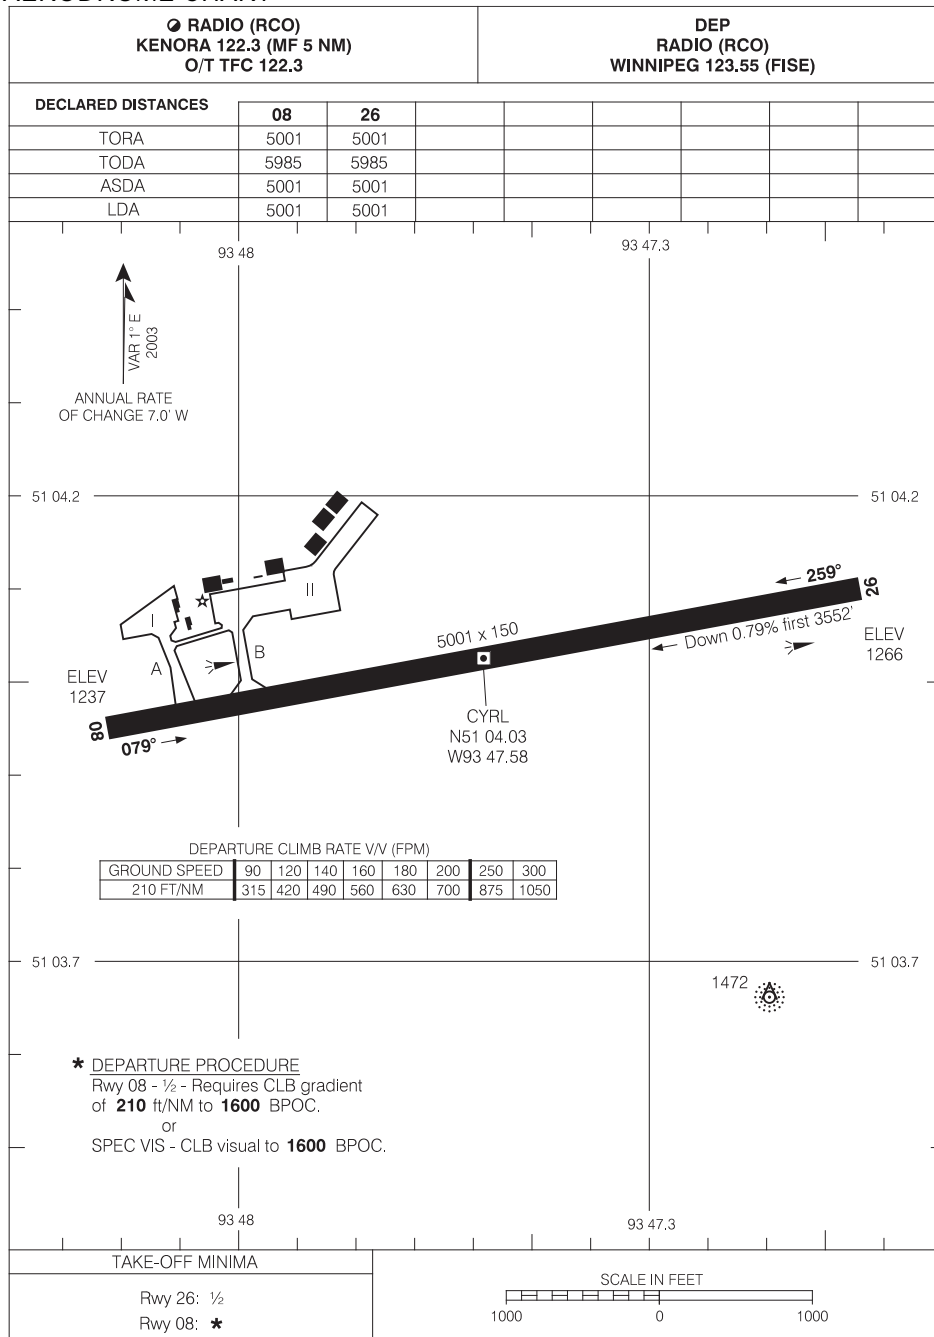 RADIO (RCO)
KENORA 122.3 (MF 5 NM)
O/T TFC 122.3
DEP
RADIO (RCO)
WINNIPEG 123.55 (FISE)
DECLARED DISTANCES 08 26
TORA 5001 5001
TODA 5985 5985
ASDA 5001 5001
LDA 5001 5001
93 48 93 47.3
VAR 1° E
2003
ANNUAL RATE
OF CHANGE 7.0' W
51 04.2 51 04.2
I
II
A
B
5001 x 150
259°
26
Down 0.79% first 3552'
ELEV
1266
ELEV
1237
08
079°
CYRL
N51 04.03
W93 47.58
DEPARTURE CLIMB RATE V/V (FPM)
GROUND SPEED 90 120 140 160 180 200 250 300
210 FT/NM 315 420 490 560 630 700 875 1050
51 03.7 51 03.7
1472
* DEPARTURE PROCEDURE
Rwy 08 - ½ - Requires CLB gradient
of 210 ft/NM to 1600 BPOC.
or
SPEC VIS - CLB visual to 1600 BPOC.
93 48 93 47.3
TAKE-OFF MINIMA
Rwy 26: ½
Rwy 08: *
SCALE IN FEET
1000 0 1000